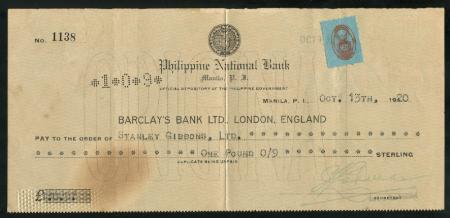 No. 1138
OCT
Philippine National Bank
*1*0*9*
Manila, P. I.
OFFICIAL DEPOSITORY OF THE PHILIPPINE GOVERNMENT
MANILA, P. I., OCT. 13TH, 1920
BARCLAY'S BANK LTD. LONDON, ENGLAND
PAY TO THE ORDER OF STANLEY GIBBONS, LTD.
ONE POUND 0/9 STERLING
DUPLICATE BEING UNPAID